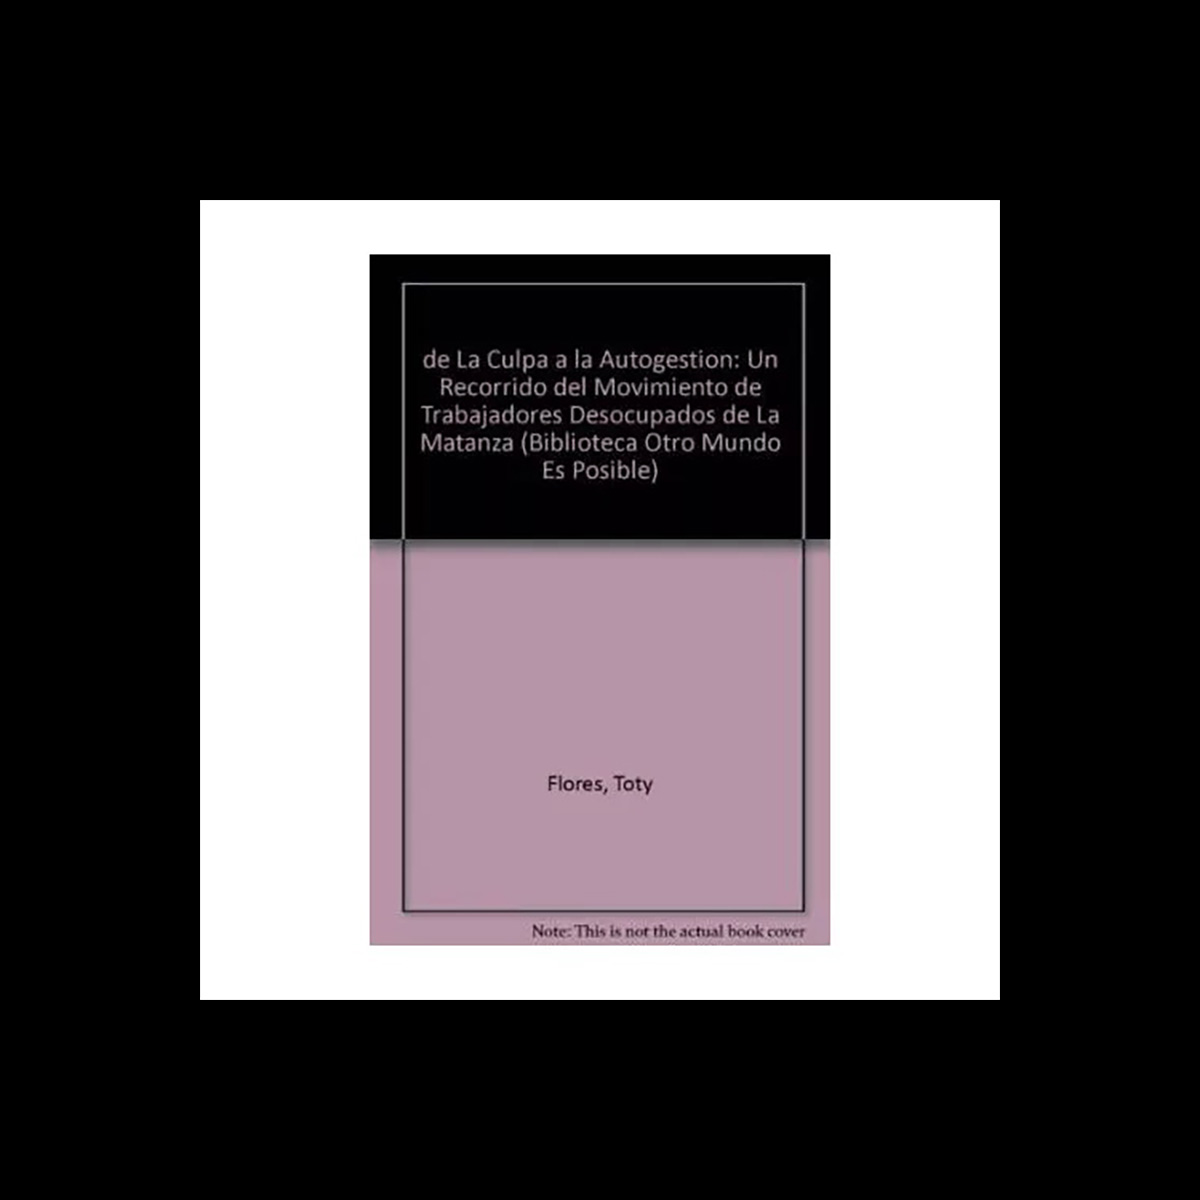 de La Culpa a la Autogestion: Un
Recorrido del Movimiento de
Trabajadores Desocupados de La
Matanza (Biblioteca Otro Mundo
Es Posible)
Flores, Toty
Note: This is not the actual book cover